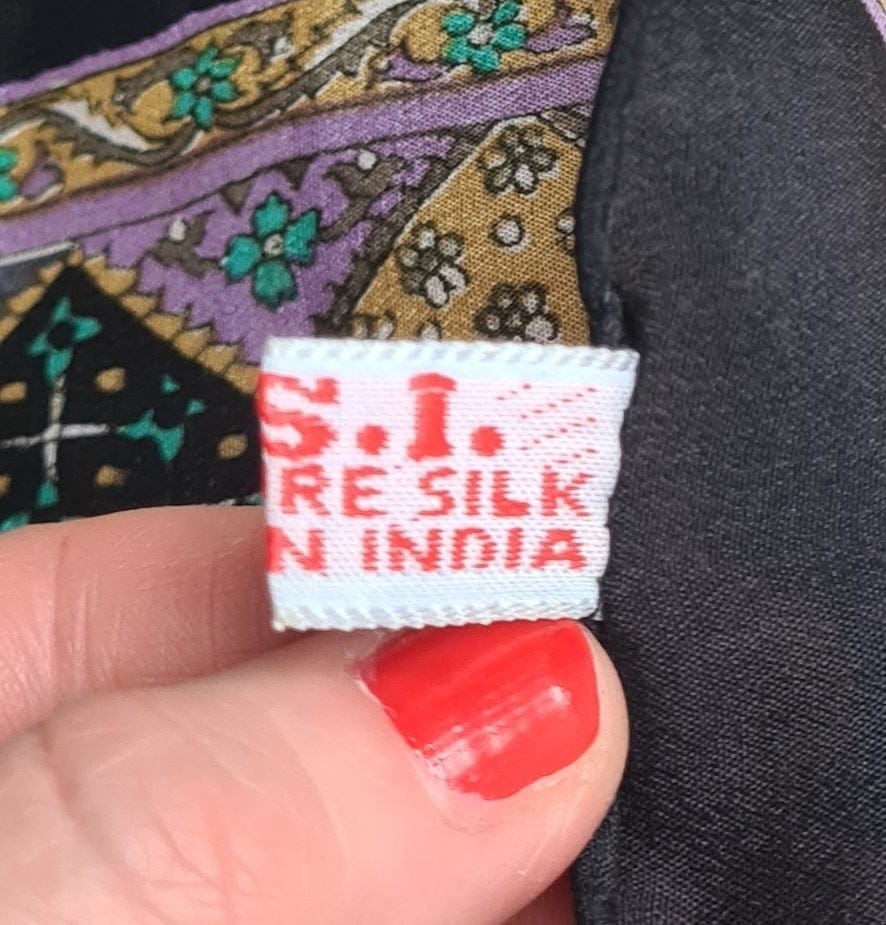 S.I.
RE SILK
N INDIA